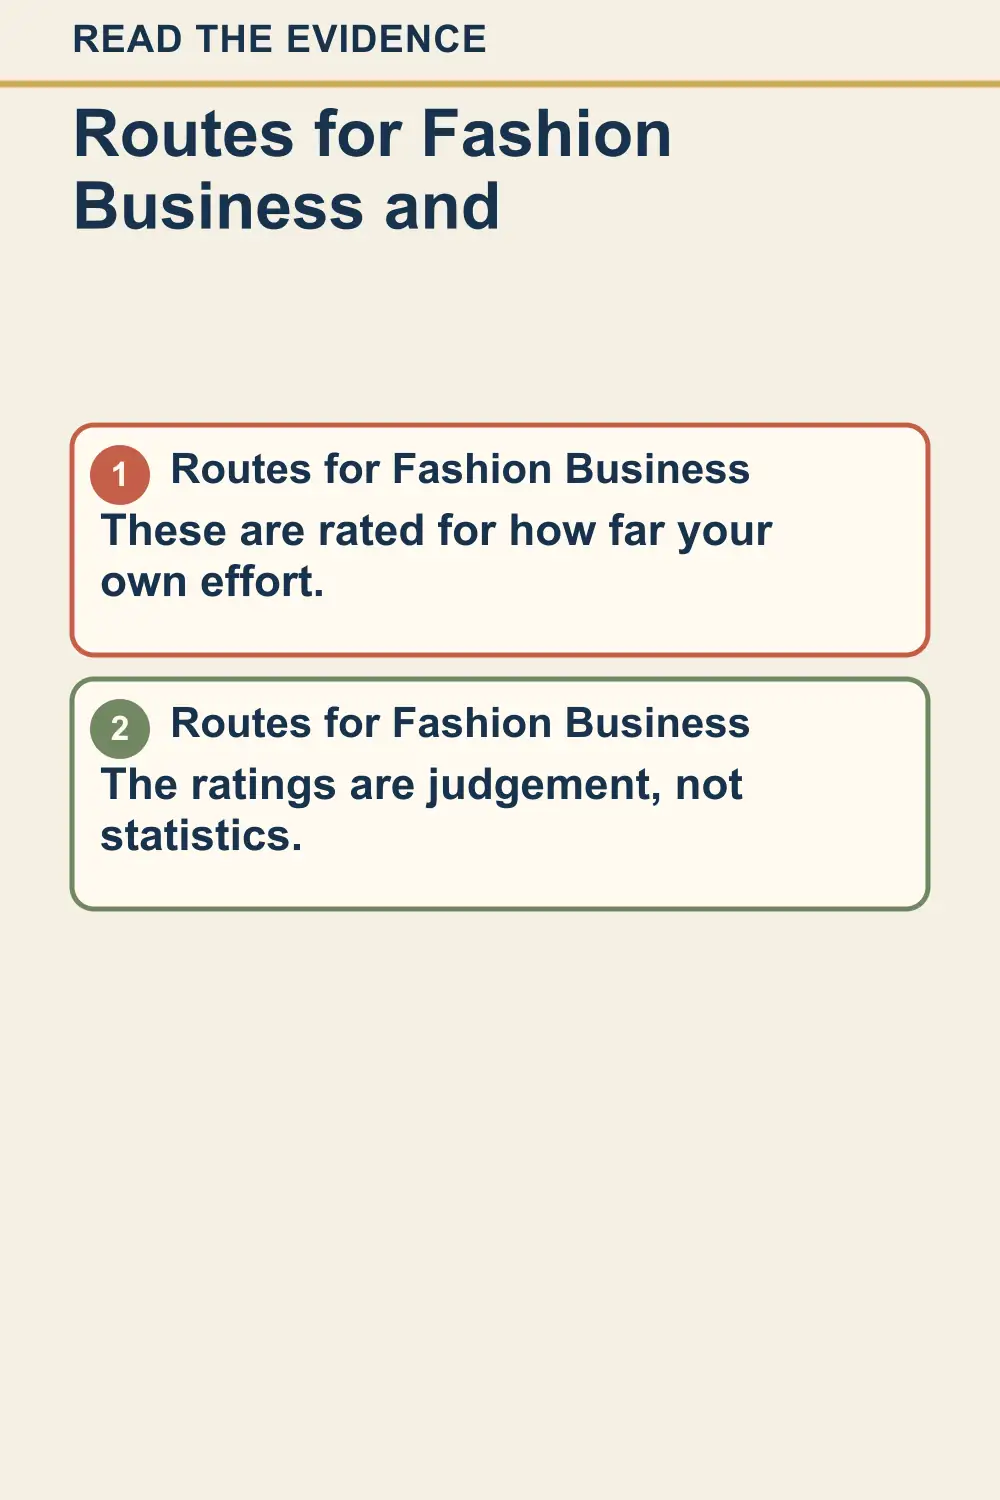 READ THE EVIDENCE
Routes for Fashion
Business and
1 Routes for Fashion Business
These are rated for how far your
own effort.
2 Routes for Fashion Business
The ratings are judgement, not
statistics.